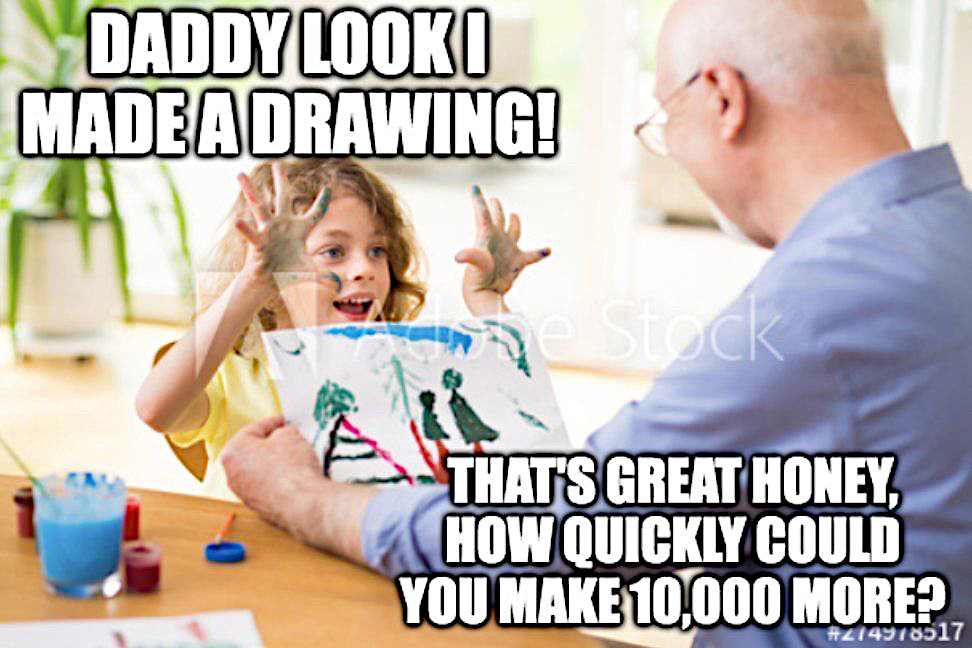 DADDY LOOK I
MADE A DRAWING!
Adobe Stock
THAT'S GREAT HONEY,
HOW QUICKLY COULD
YOU MAKE 10,000 MORE?
#274978517